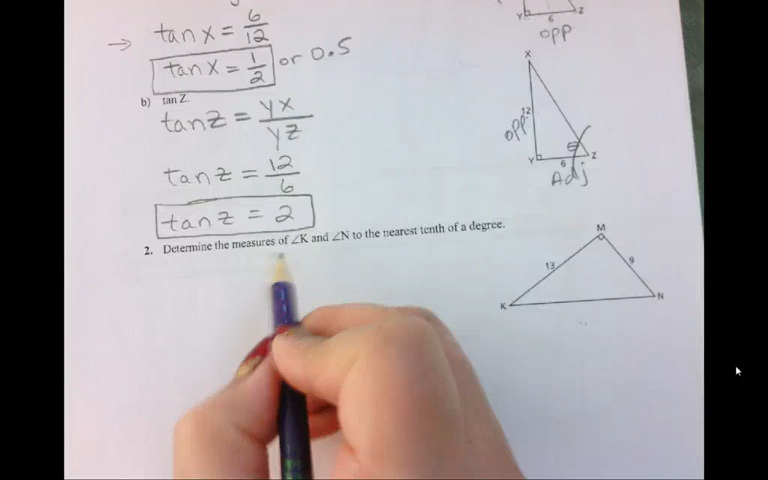 Y 6 Z
opp
→ tan X = 6/12
tan X = 1/2 or 0.5
b) tan Z
tan Z = YX/YZ
tan Z = 12/6
tan Z = 2
X
opp 12
Y 6 Z
Adj
2. Determine the measures of ∠K and ∠N to the nearest tenth of a degree.
M
13 9
K N